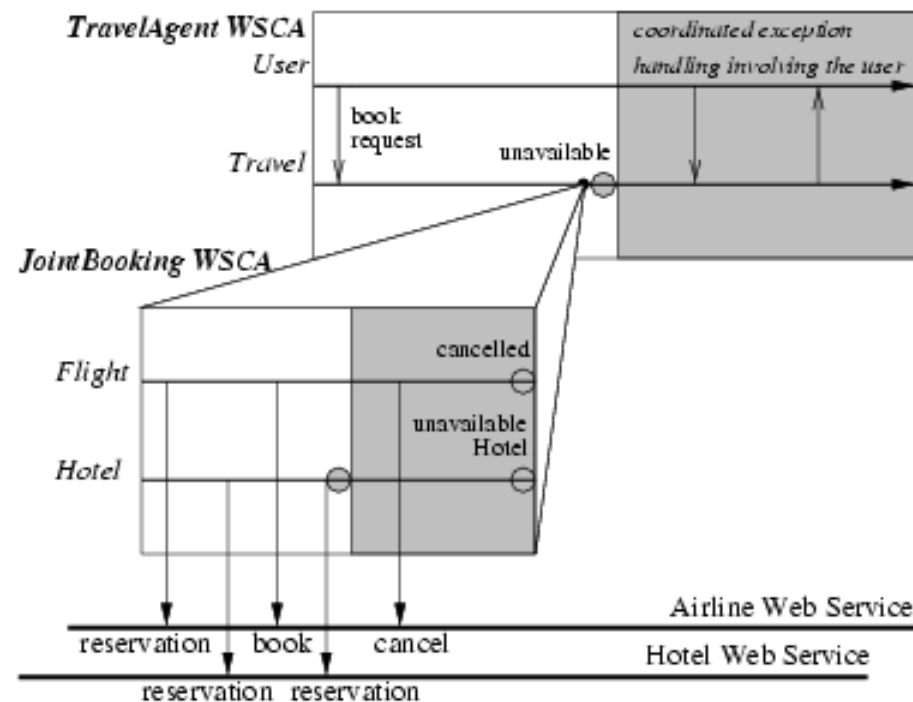 TravelAgent WSCA
coordinated exception
User
handling involving the user
book
request
unavailable
Travel
JointBooking WSCA
cancelled
Flight
unavailable
Hotel
Hotel
Airline Web Service
reservation book cancel
Hotel Web Service
reservation reservation